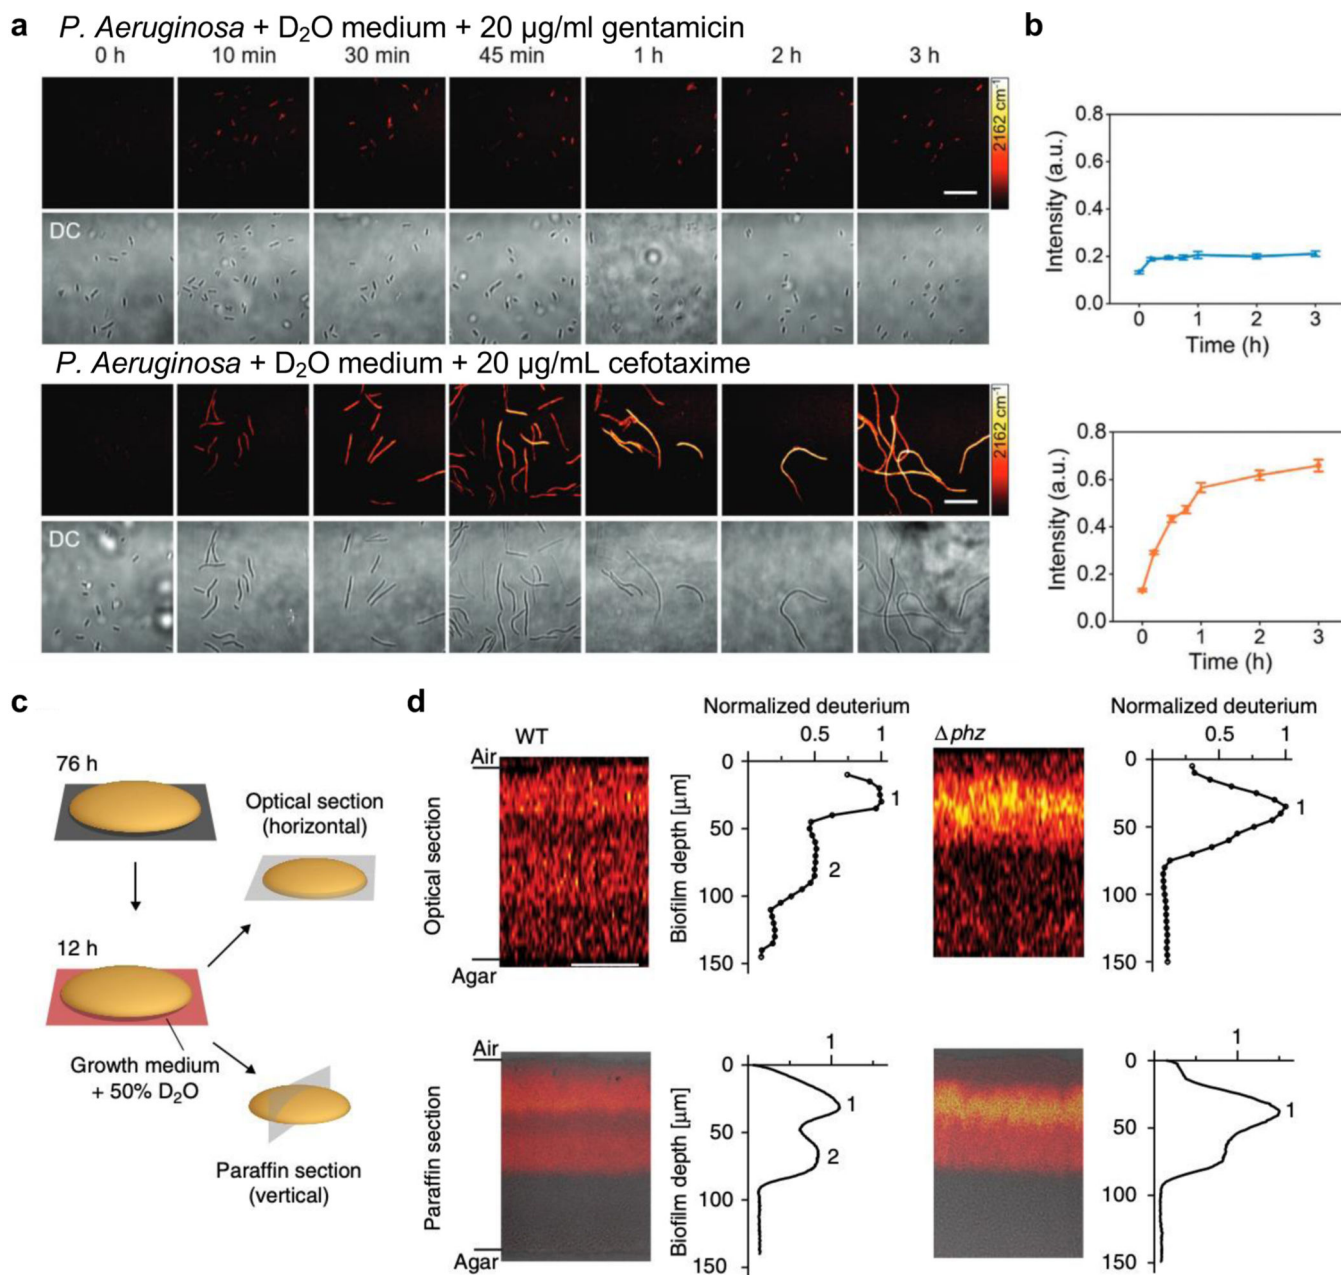 a P. Aeruginosa + D₂O medium + 20 µg/ml gentamicin
0 h 10 min 30 min 45 min 1 h 2 h 3 h
2162 cm⁻¹
DC
P. Aeruginosa + D₂O medium + 20 µg/mL cefotaxime
2162 cm⁻¹
DC
b
Intensity (a.u.)
0.8
0.6
0.4
0.2
0.0
0 1 2 3
Time (h)
Intensity (a.u.)
0.8
0.6
0.4
0.2
0.0
0 1 2 3
Time (h)
c
76 h
Optical section
(horizontal)
12 h
Growth medium
+ 50% D₂O
Paraffin section
(vertical)
d
Optical section
WT
Air
Agar
Normalized deuterium
0.5 1
Biofilm depth [µm]
0
50
100
150
1
2
Δphz
Normalized deuterium
0.5 1
0
50
100
150
1
Paraffin section
Air
Agar
1
Biofilm depth [µm]
0
50
100
150
1
2
1
0
50
100
150
1